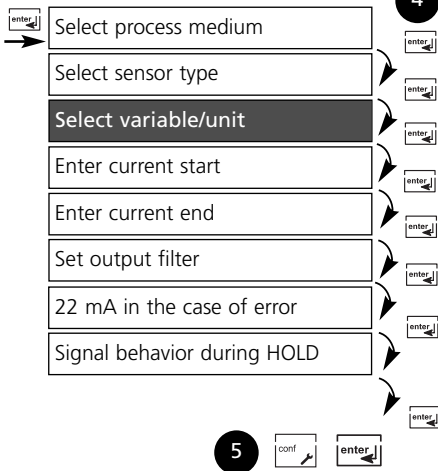 enter
Select process medium
4
enter
Select sensor type
enter
Select variable/unit
enter
Enter current start
enter
Enter current end
enter
Set output filter
enter
22 mA in the case of error
enter
Signal behavior during HOLD
enter
5 conf enter